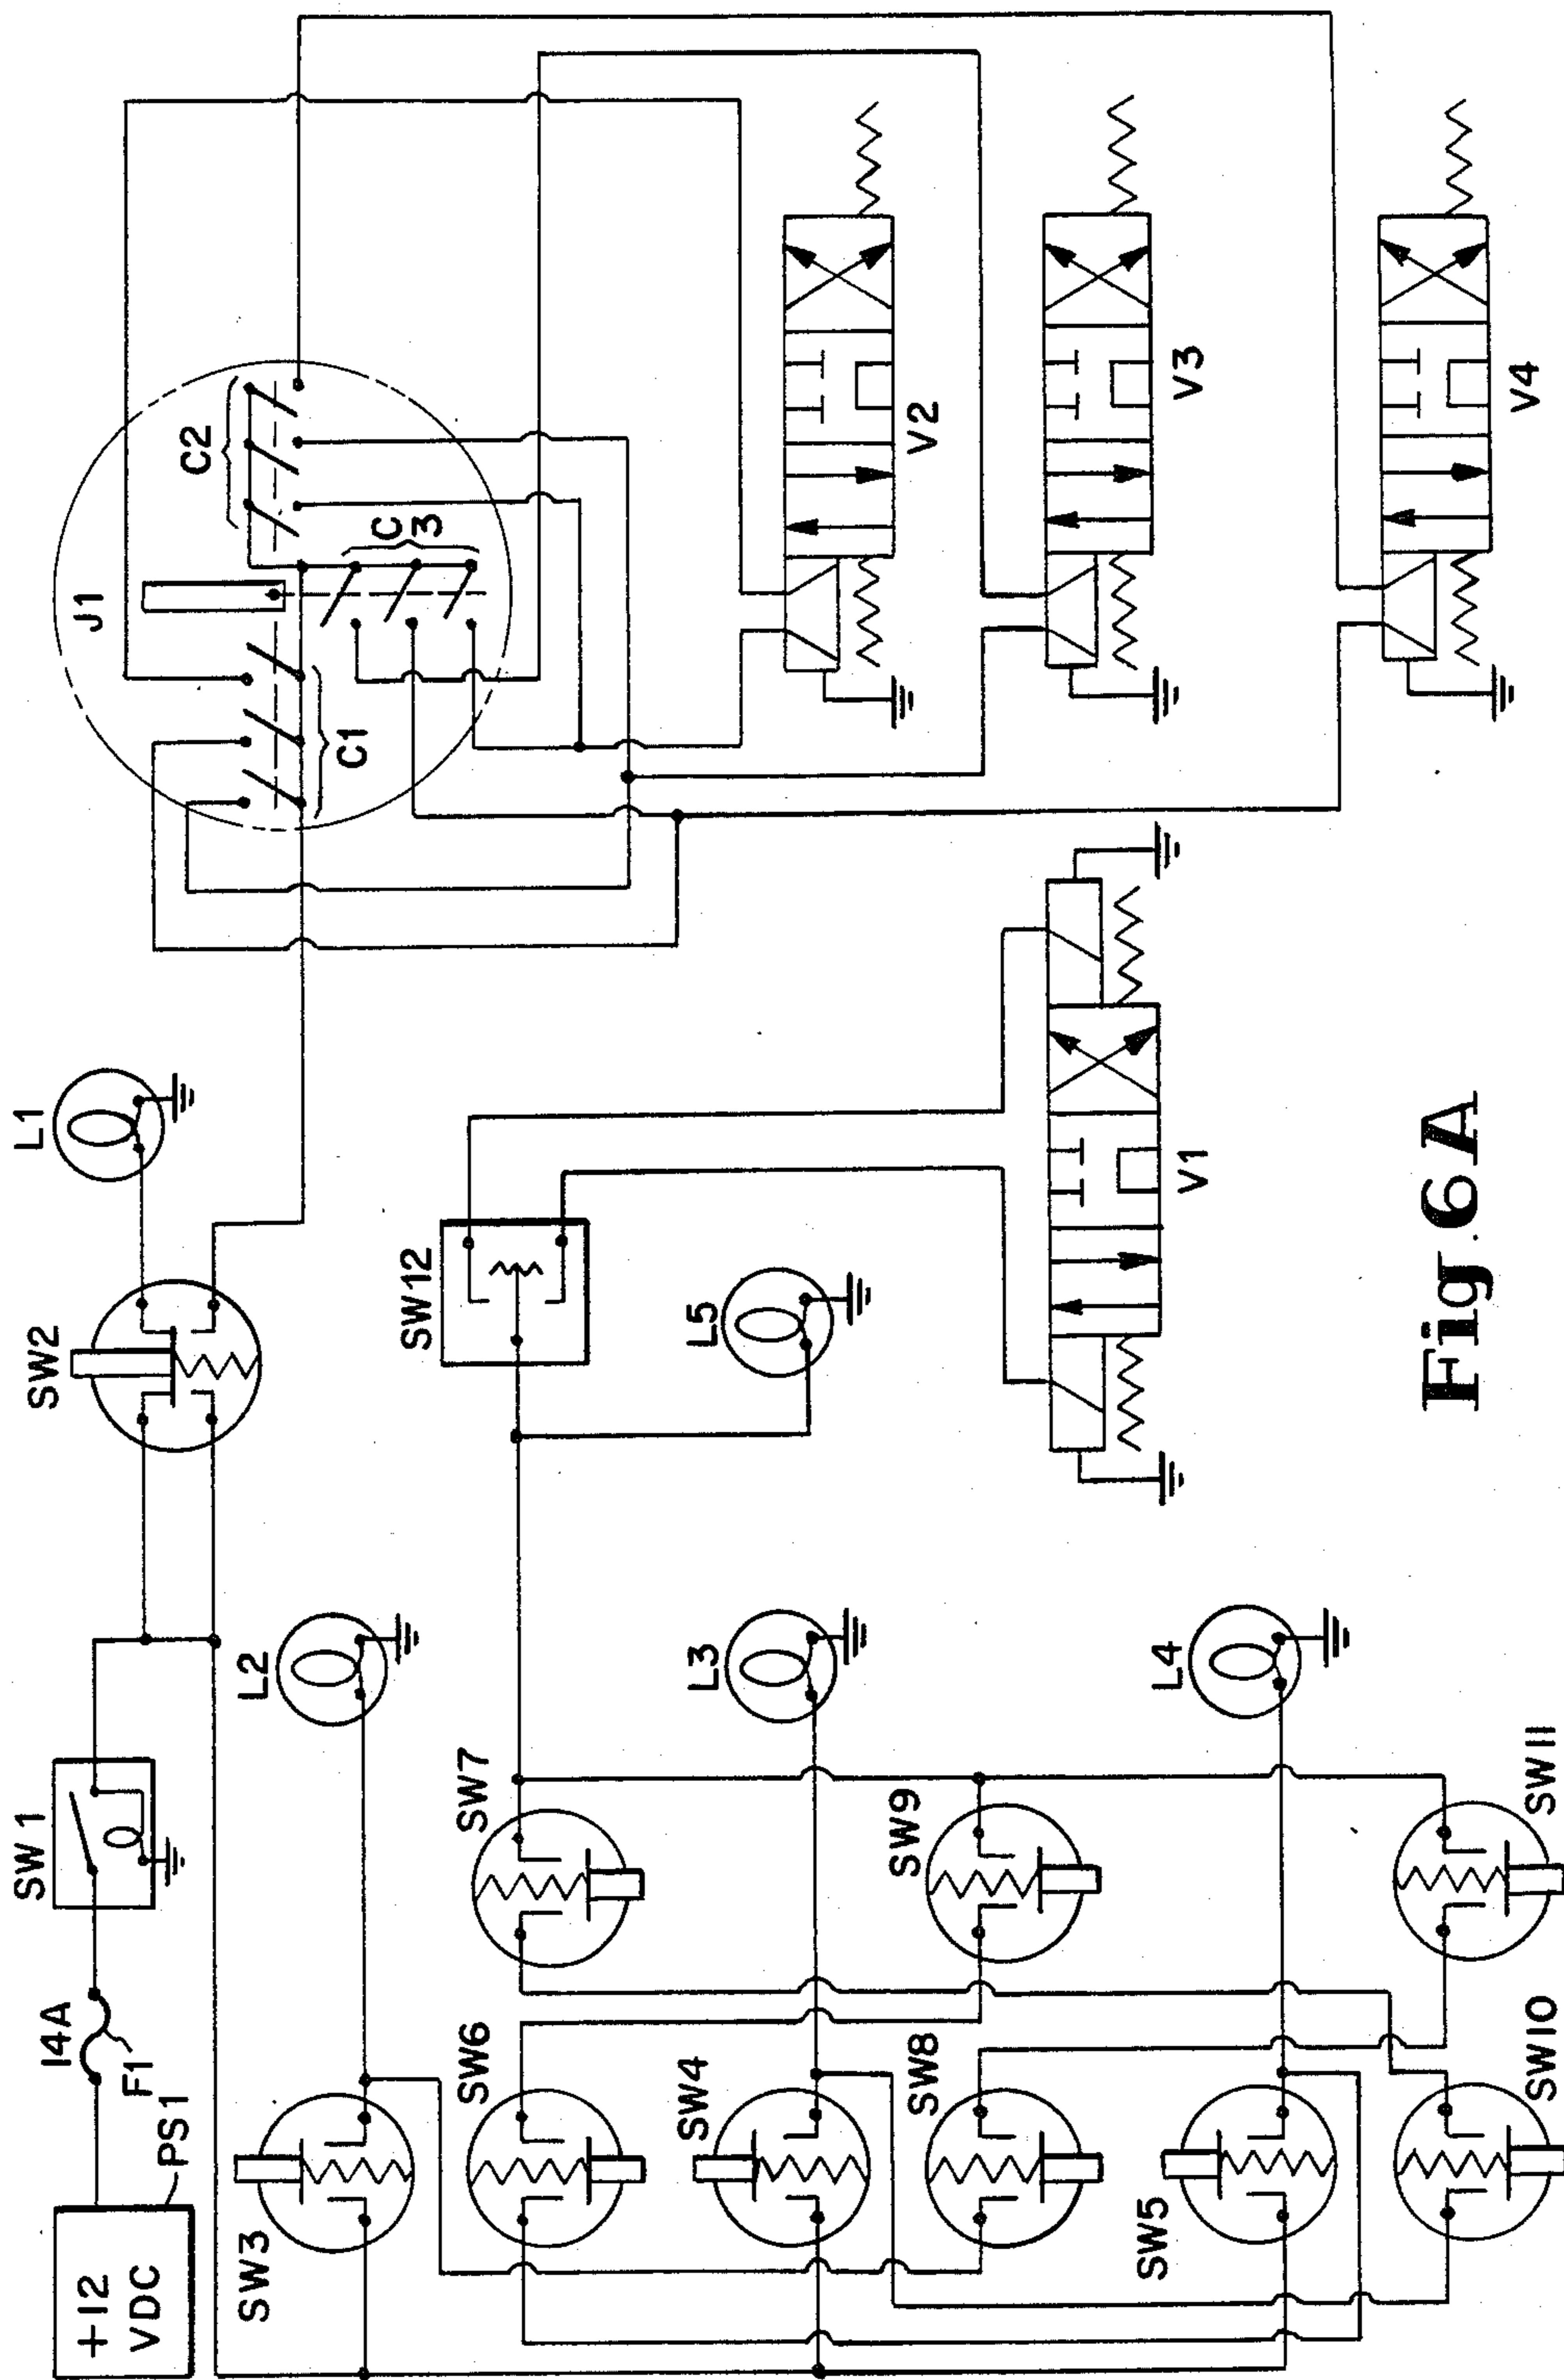 +12
VDC
PS1
F1
14A
SW1
SW2
L1
J1
C1
C2
C
3
SW3
L2
SW6
SW7
SW12
L5
SW4
L3
SW8
SW9
SW5
L4
SW10
SW11
V1
V2
V3
V4
Fig. 6A